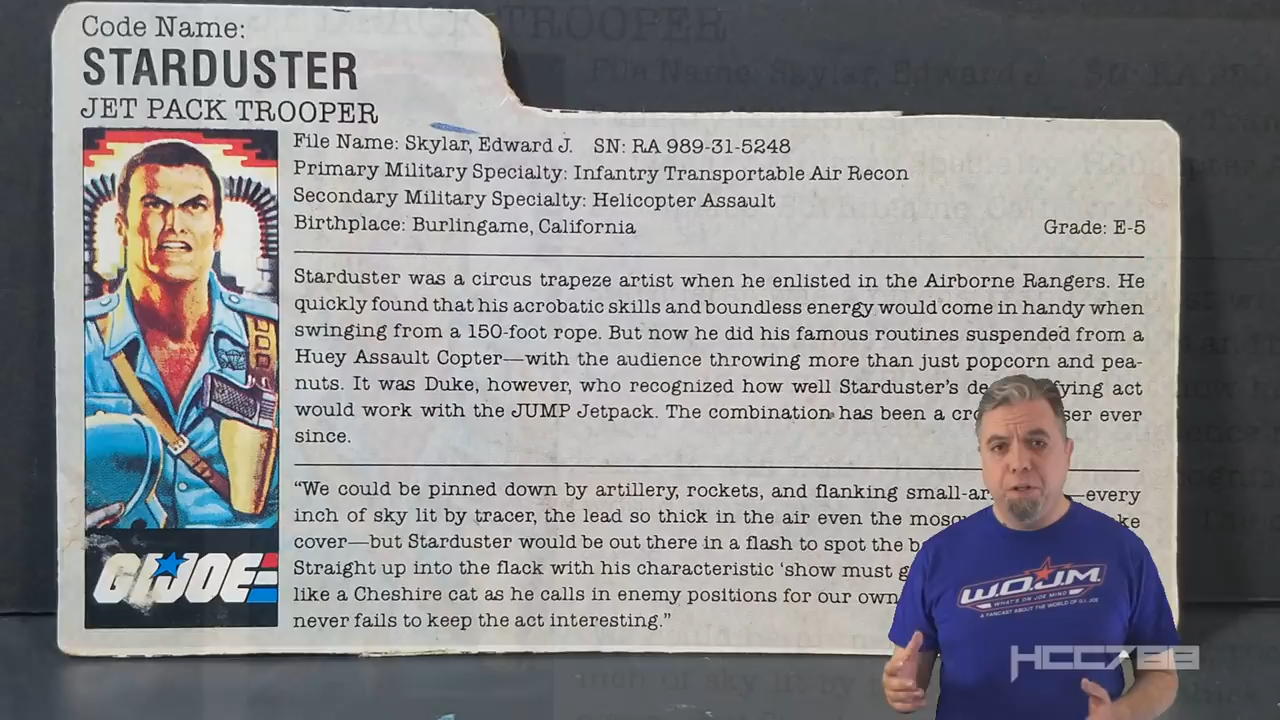 Code Name:
STARDUSTER
JET PACK TROOPER
File Name: Skylar, Edward J. SN: RA 989-31-5248
Primary Military Specialty: Infantry Transportable Air Recon
Secondary Military Specialty: Helicopter Assault
Birthplace: Burlingame, California Grade: E-5
Starduster was a circus trapeze artist when he enlisted in the Airborne Rangers. He
quickly found that his acrobatic skills and boundless energy would come in handy when
swinging from a 150-foot rope. But now he did his famous routines suspended from a
Huey Assault Copter—with the audience throwing more than just popcorn and pea-
nuts. It was Duke, however, who recognized how well Starduster's act
would work with the JUMP Jetpack. The combination has been a ever
since.
"We could be pinned down by artillery, rockets, and flanking —every
inch of sky lit by tracer, the lead so thick in the air even the
cover—but Starduster would be out there in a flash to spot the
Straight up into the flack with his characteristic 'show must
like a Cheshire cat as he calls in enemy positions for our own
never fails to keep the act interesting."
GI JOE
W.O.J.M.
WHAT'S ON JOE MIND
A FANCAST ABOUT THE WORLD OF G.I. JOE
HCC788